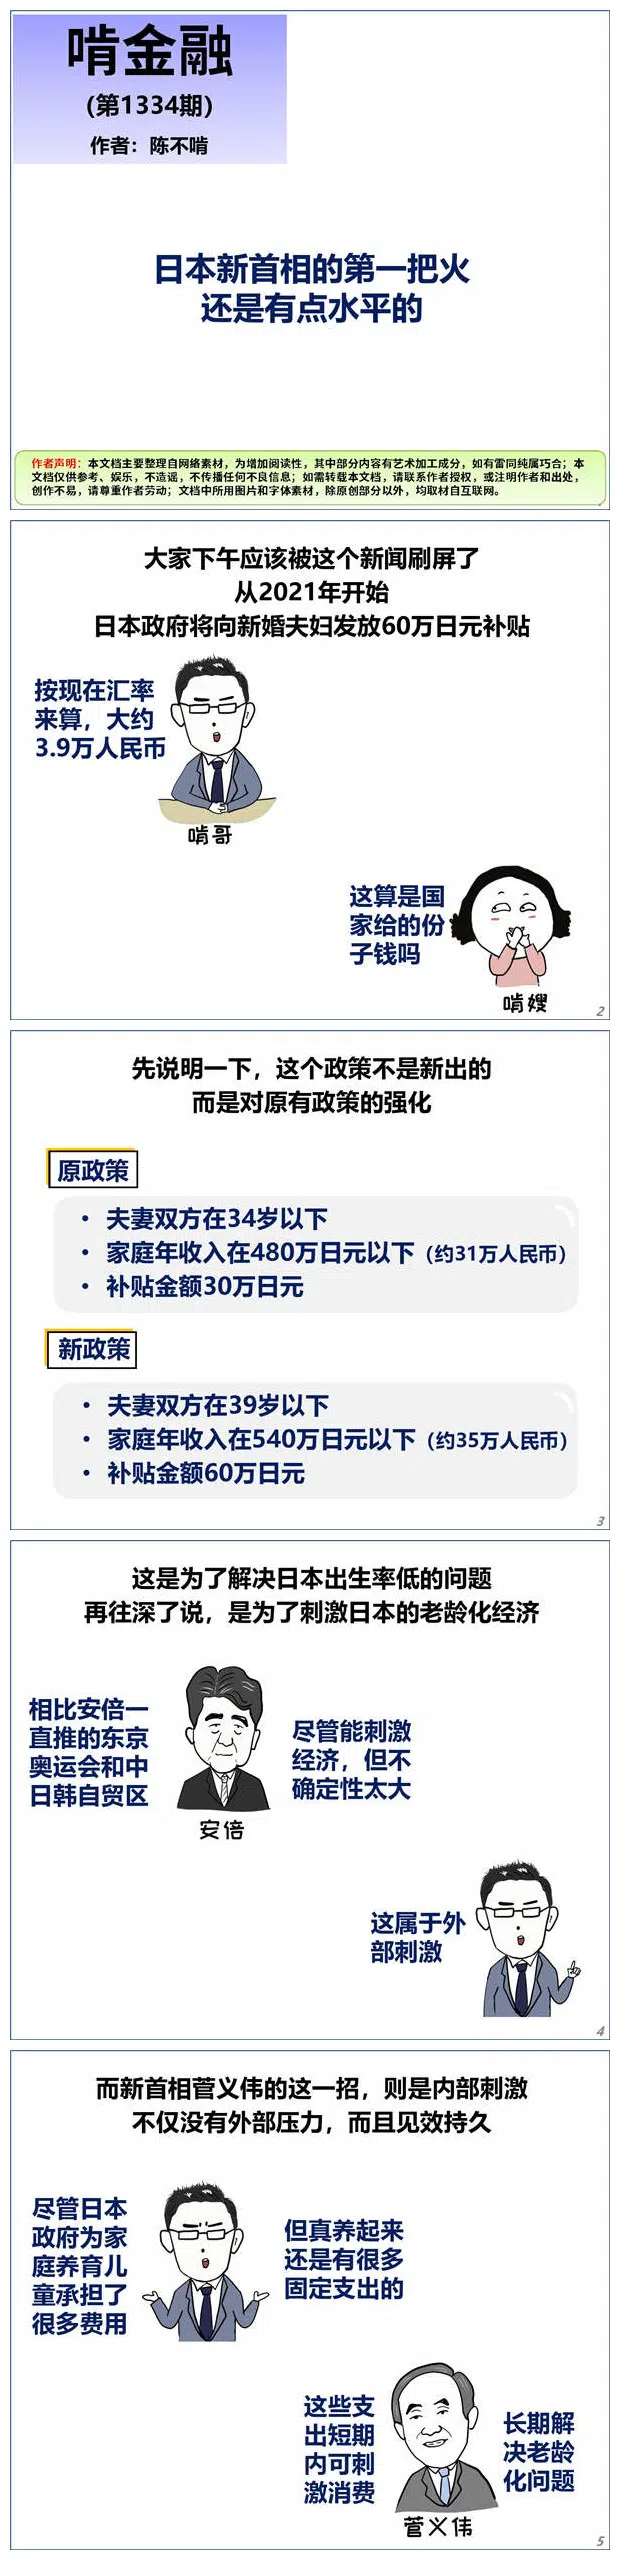 啃金融
(第1334期)
作者：陈不啃
日本新首相的第一把火
还是有点水平的
作者声明：本文档主要整理自网络素材，为增加阅读性，其中部分内容有艺术加工成分，如有雷同纯属巧合；本
文档仅供参考、娱乐，不造谣，不传播任何不良信息；如需转载本文档，请联系作者授权，或注明作者和出处，
创作不易，请尊重作者劳动；文档中所用图片和字体素材，除原创部分以外，均取材自互联网。
大家下午应该被这个新闻刷屏了
从2021年开始
日本政府将向新婚夫妇发放60万日元补贴
按现在汇率
来算，大约
3.9万人民币
啃哥
这算是国
家给的份
子钱吗
啃嫂
2
先说明一下，这个政策不是新出的
而是对原有政策的强化
原政策
• 夫妻双方在34岁以下
• 家庭年收入在480万日元以下（约31万人民币）
• 补贴金额30万日元
新政策
• 夫妻双方在39岁以下
• 家庭年收入在540万日元以下（约35万人民币）
• 补贴金额60万日元
3
这是为了解决日本出生率低的问题
再往深了说，是为了刺激日本的老龄化经济
相比安倍一
直推的东京
奥运会和中
日韩自贸区
安倍
尽管能刺激
经济，但不
确定性太大
这属于外
部刺激
4
而新首相菅义伟的这一招，则是内部刺激
不仅没有外部压力，而且见效持久
尽管日本
政府为家
庭养育儿
童承担了
很多费用
但真养起来
还是有很多
固定支出的
这些支
出短期
内可刺
激消费
菅义伟
长期解
决老龄
化问题
5